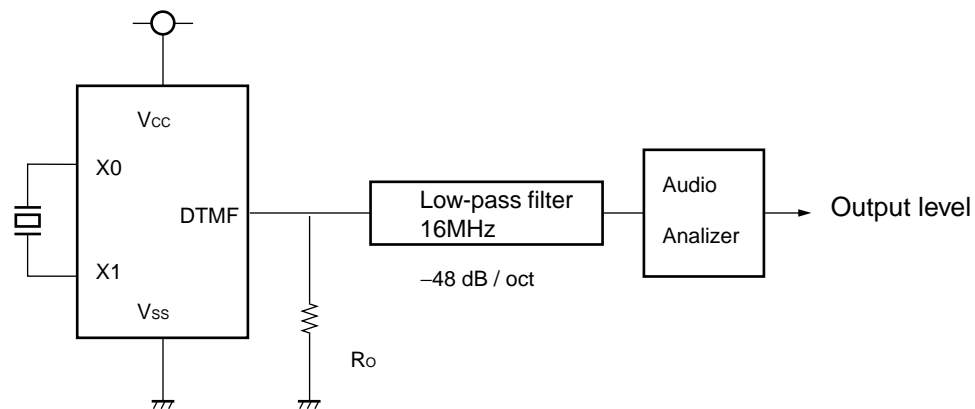 VCC
X0
DTMF
X1
VSS
RO
Low-pass filter
16MHz
−48 dB / oct
Audio
Analizer
Output level